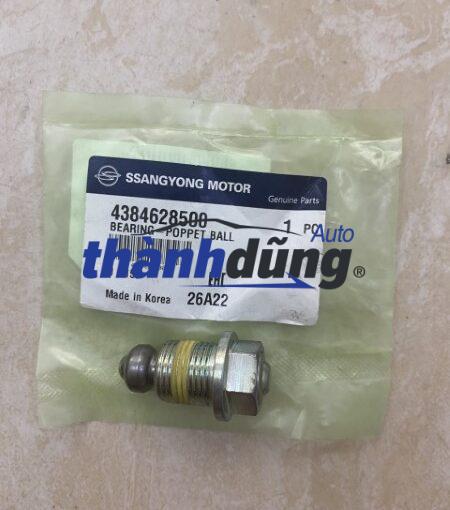 SSANGYONG MOTOR
Genuine Parts
4384628500 1 PC
BEARING - POPPET BALL
Auto
thànhdũng®
Made in Korea 26A22